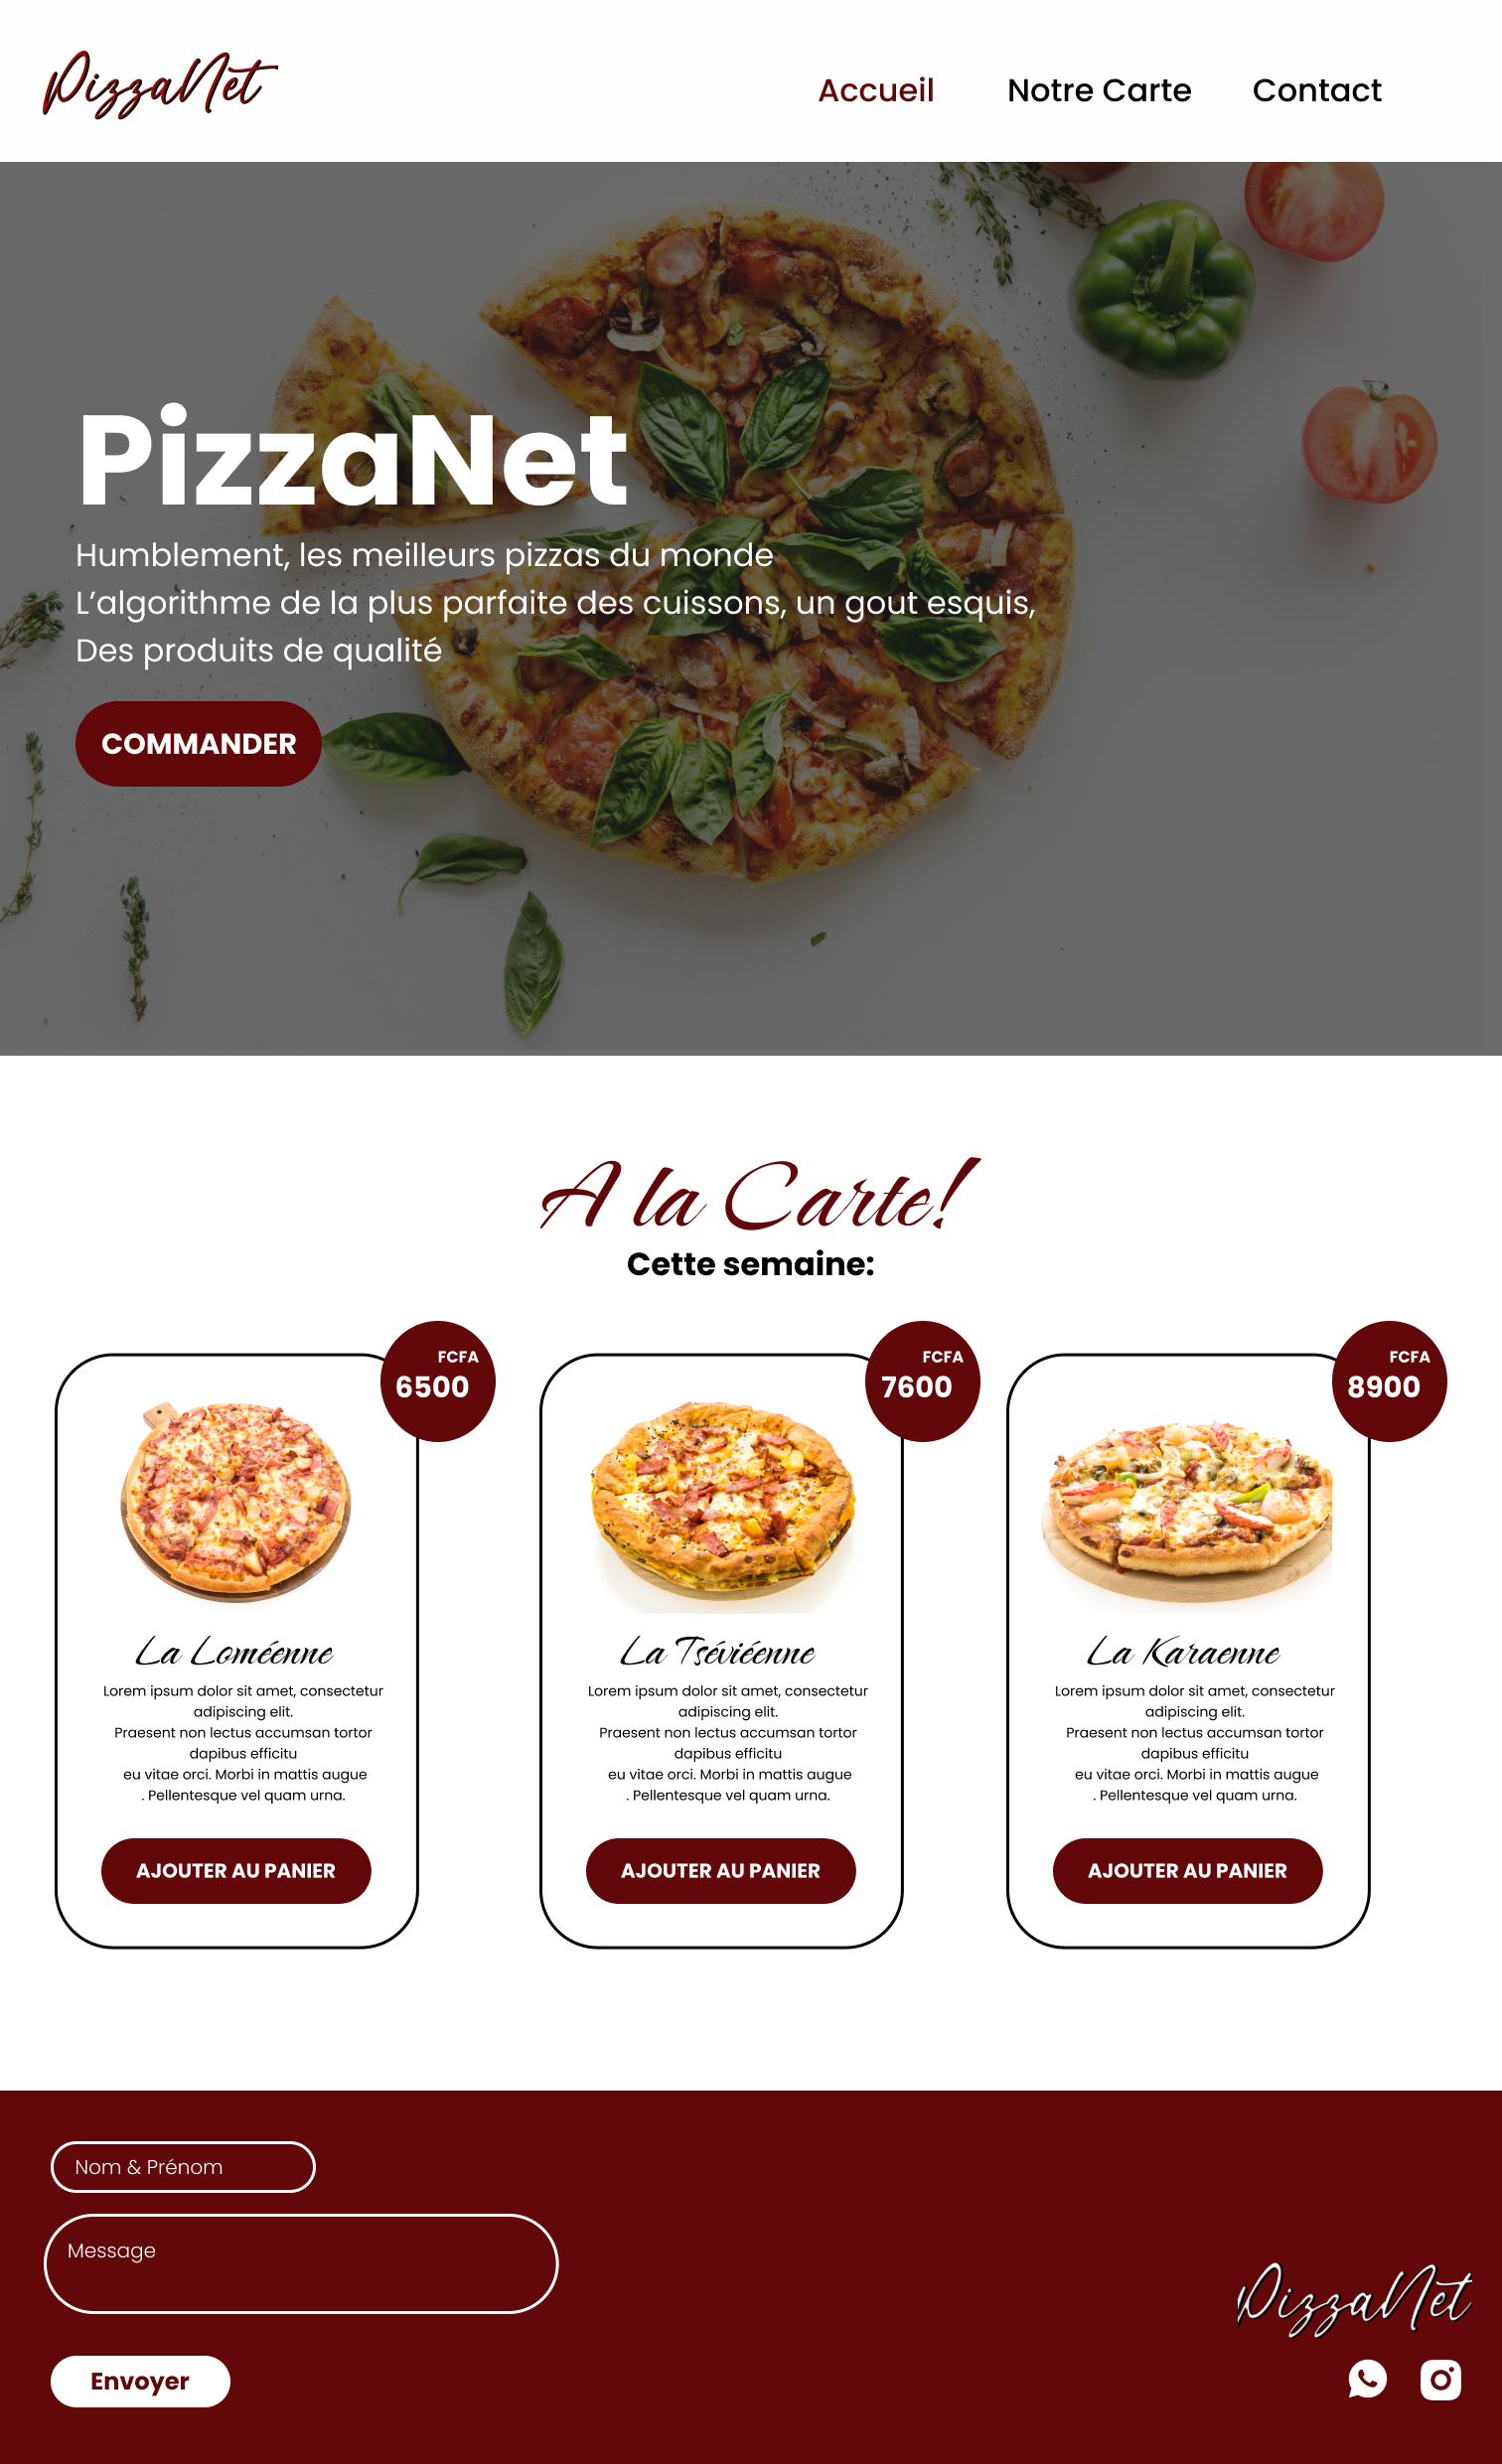 PizzaNet
Accueil Notre Carte Contact
PizzaNet
Humblement, les meilleurs pizzas du monde
L’algorithme de la plus parfaite des cuissons, un gout esquis,
Des produits de qualité
COMMANDER
A la Carte!
Cette semaine:
FCFA
6500
La Loméenne
Lorem ipsum dolor sit amet, consectetur
adipiscing elit.
Praesent non lectus accumsan tortor
dapibus efficitu
eu vitae orci. Morbi in mattis augue
. Pellentesque vel quam urna.
AJOUTER AU PANIER
FCFA
7600
La Tséviéenne
Lorem ipsum dolor sit amet, consectetur
adipiscing elit.
Praesent non lectus accumsan tortor
dapibus efficitu
eu vitae orci. Morbi in mattis augue
. Pellentesque vel quam urna.
AJOUTER AU PANIER
FCFA
8900
La Karaenne
Lorem ipsum dolor sit amet, consectetur
adipiscing elit.
Praesent non lectus accumsan tortor
dapibus efficitu
eu vitae orci. Morbi in mattis augue
. Pellentesque vel quam urna.
AJOUTER AU PANIER
Nom & Prénom
Message
Envoyer
PizzaNet